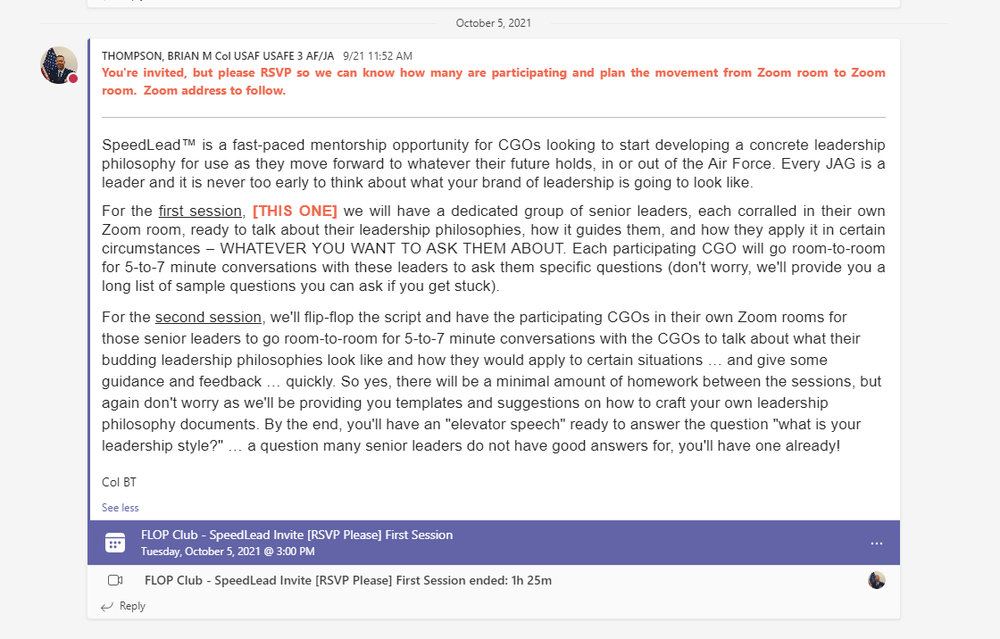 October 5, 2021
THOMPSON, BRIAN M Col USAF USAFE 3 AF/JA 9/21 11:52 AM
You're invited, but please RSVP so we can know how many are participating and plan the movement from Zoom room to Zoom
room. Zoom address to follow.
SpeedLead™ is a fast-paced mentorship opportunity for CGOs looking to start developing a concrete leadership
philosophy for use as they move forward to whatever their future holds, in or out of the Air Force. Every JAG is a
leader and it is never too early to think about what your brand of leadership is going to look like.
For the first session, [THIS ONE] we will have a dedicated group of senior leaders, each corralled in their own
Zoom room, ready to talk about their leadership philosophies, how it guides them, and how they apply it in certain
circumstances – WHATEVER YOU WANT TO ASK THEM ABOUT. Each participating CGO will go room-to-room
for 5-to-7 minute conversations with these leaders to ask them specific questions (don't worry, we'll provide you a
long list of sample questions you can ask if you get stuck).
For the second session, we'll flip-flop the script and have the participating CGOs in their own Zoom rooms for
those senior leaders to go room-to-room for 5-to-7 minute conversations with the CGOs to talk about what their
budding leadership philosophies look like and how they would apply to certain situations … and give some
guidance and feedback … quickly. So yes, there will be a minimal amount of homework between the sessions, but
again don't worry as we'll be providing you templates and suggestions on how to craft your own leadership
philosophy documents. By the end, you'll have an "elevator speech" ready to answer the question "what is your
leadership style?" … a question many senior leaders do not have good answers for, you'll have one already!
Col BT
See less
FLOP Club - SpeedLead Invite [RSVP Please] First Session
Tuesday, October 5, 2021 @ 3:00 PM
FLOP Club - SpeedLead Invite [RSVP Please] First Session ended: 1h 25m
Reply